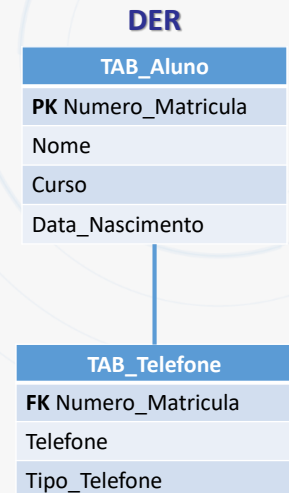 DER
TAB_Aluno
PK Numero_Matricula
Nome
Curso
Data_Nascimento
TAB_Telefone
FK Numero_Matricula
Telefone
Tipo_Telefone